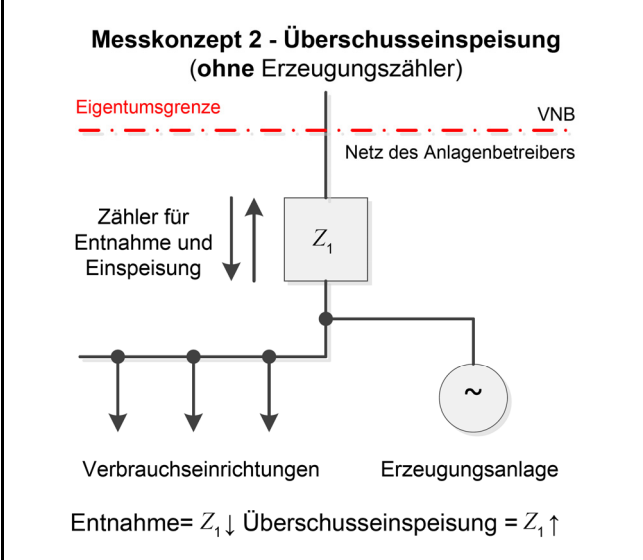 Messkonzept 2 - Überschusseinspeisung
(ohne Erzeugungszähler)
Eigentumsgrenze
VNB
Netz des Anlagenbetreibers
Zähler für
Entnahme und
Einspeisung
Z₁
~
Verbrauchseinrichtungen
Erzeugungsanlage
Entnahme= Z₁↓ Überschusseinspeisung = Z₁↑